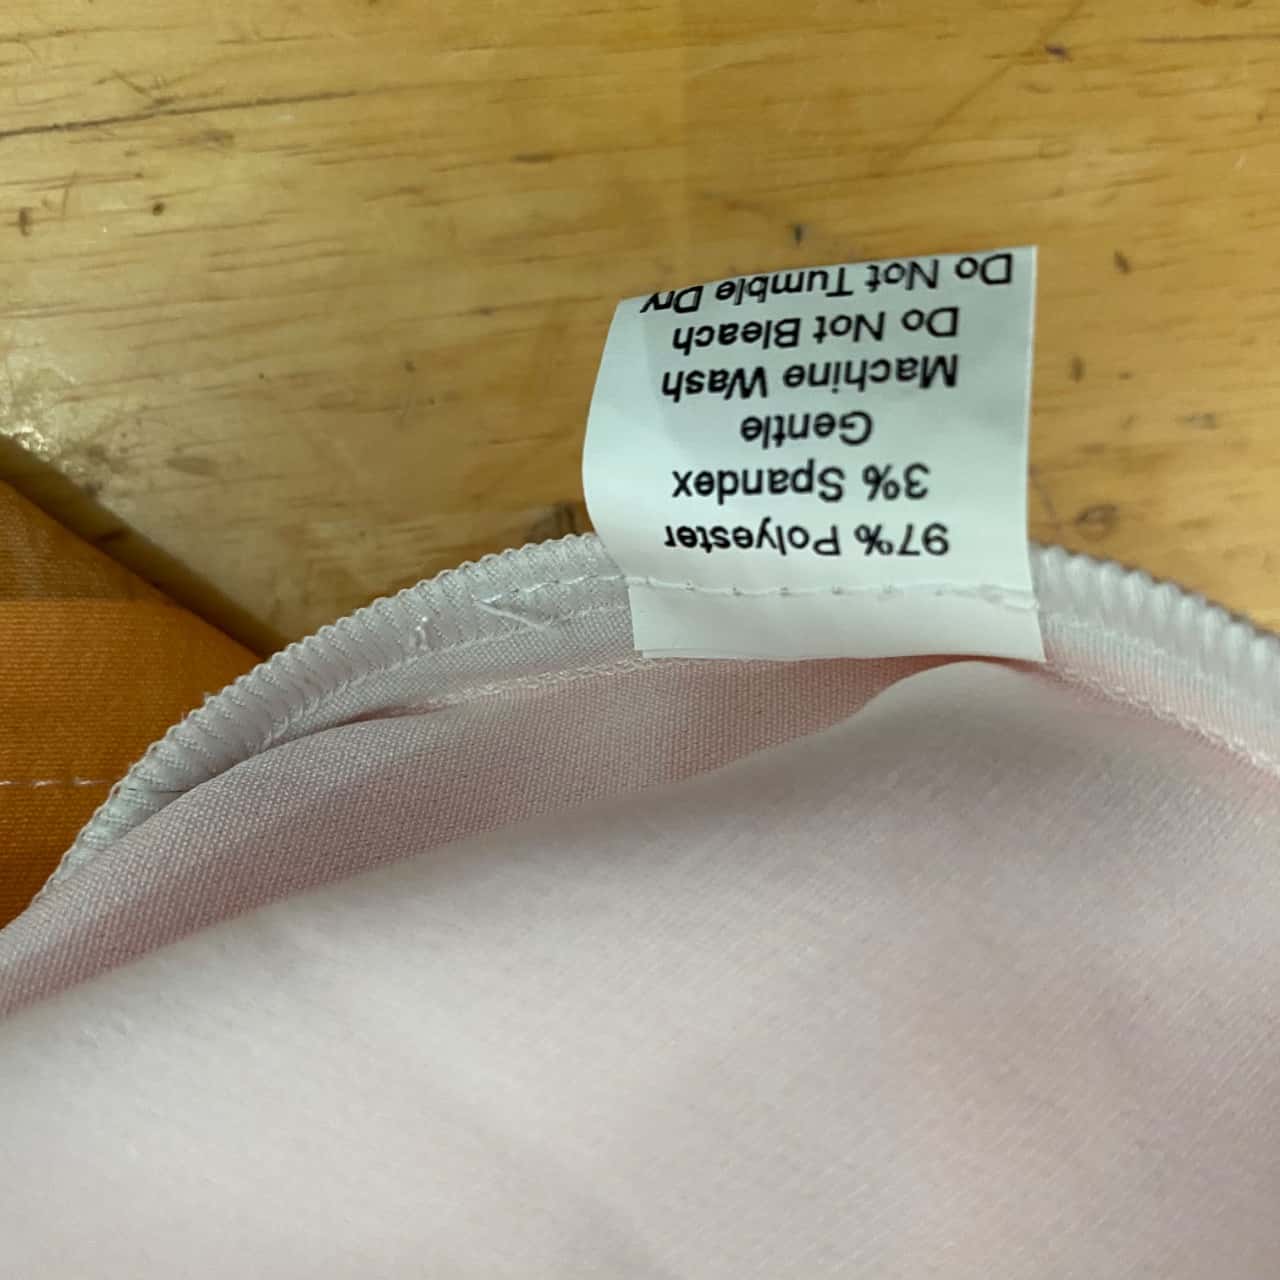 97% Polyester
3% Spandex
Gentle
Machine Wash
Do Not Bleach
Do Not Tumble Dry